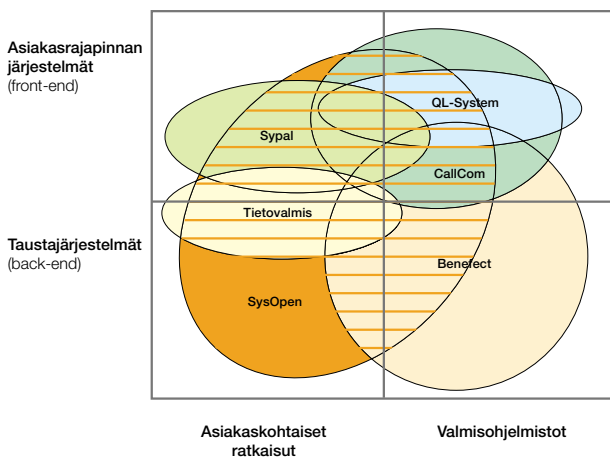 Asiakasrajapinnan
järjestelmät
(front-end)
QL-System
Sypal
CallCom
Tietovalmis
Taustajärjestelmät
(back-end)
Benefect
SysOpen
Asiakaskohtaiset
ratkaisut
Valmisohjelmistot